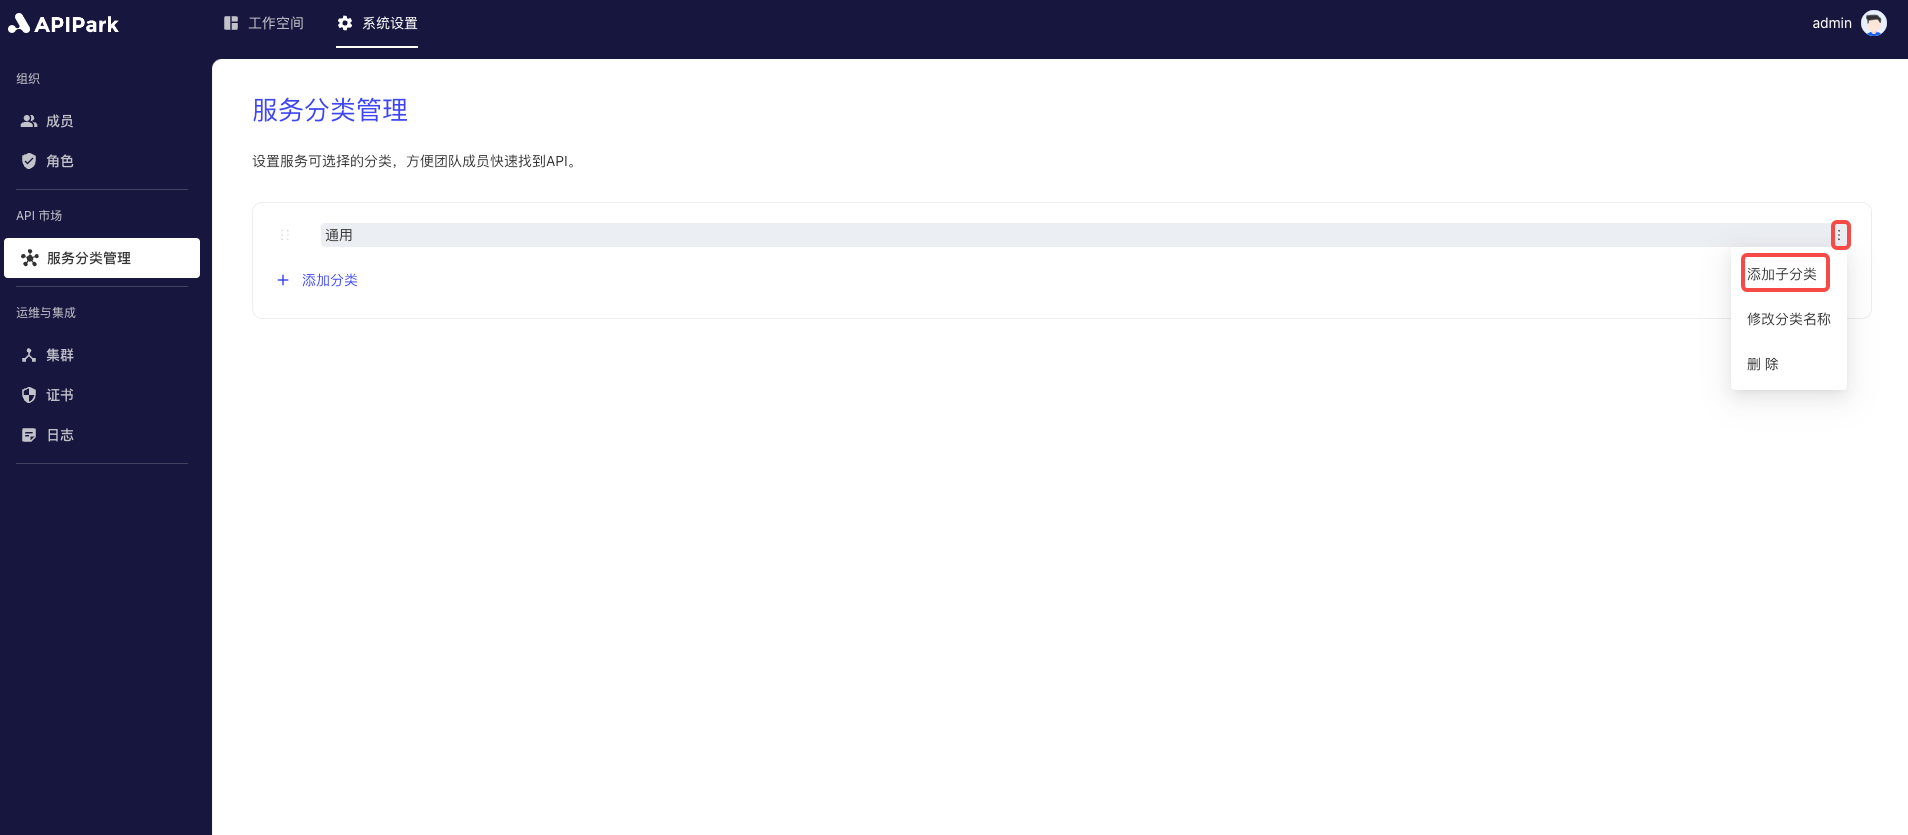 APIPark
工作空间
系统设置
admin
组织
成员
角色
API 市场
服务分类管理
运维与集成
集群
证书
日志
服务分类管理
设置服务可选择的分类，方便团队成员快速找到API。
通用
添加分类
添加子分类
修改分类名称
删 除